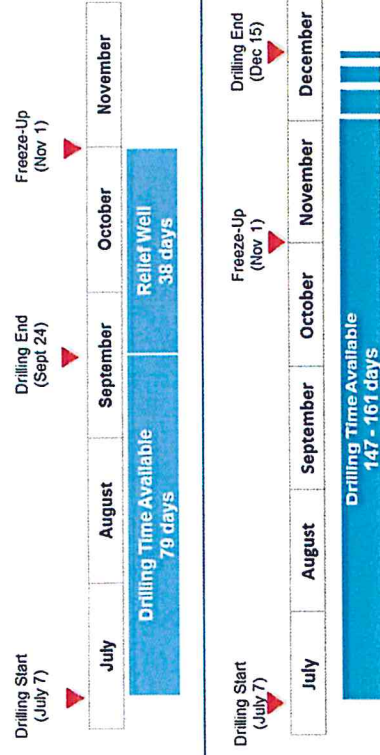 Drilling Start
(July 7)
Drilling End
(Sept 24)
Freeze-Up
(Nov 1)
July
August
September
October
November
Drilling Time Available
79 days
Relief Well
38 days
Drilling Start
(July 7)
Freeze-Up
(Nov 1)
Drilling End
(Dec 15)
July
August
September
October
November
December
Drilling Time Available
147 - 161 days